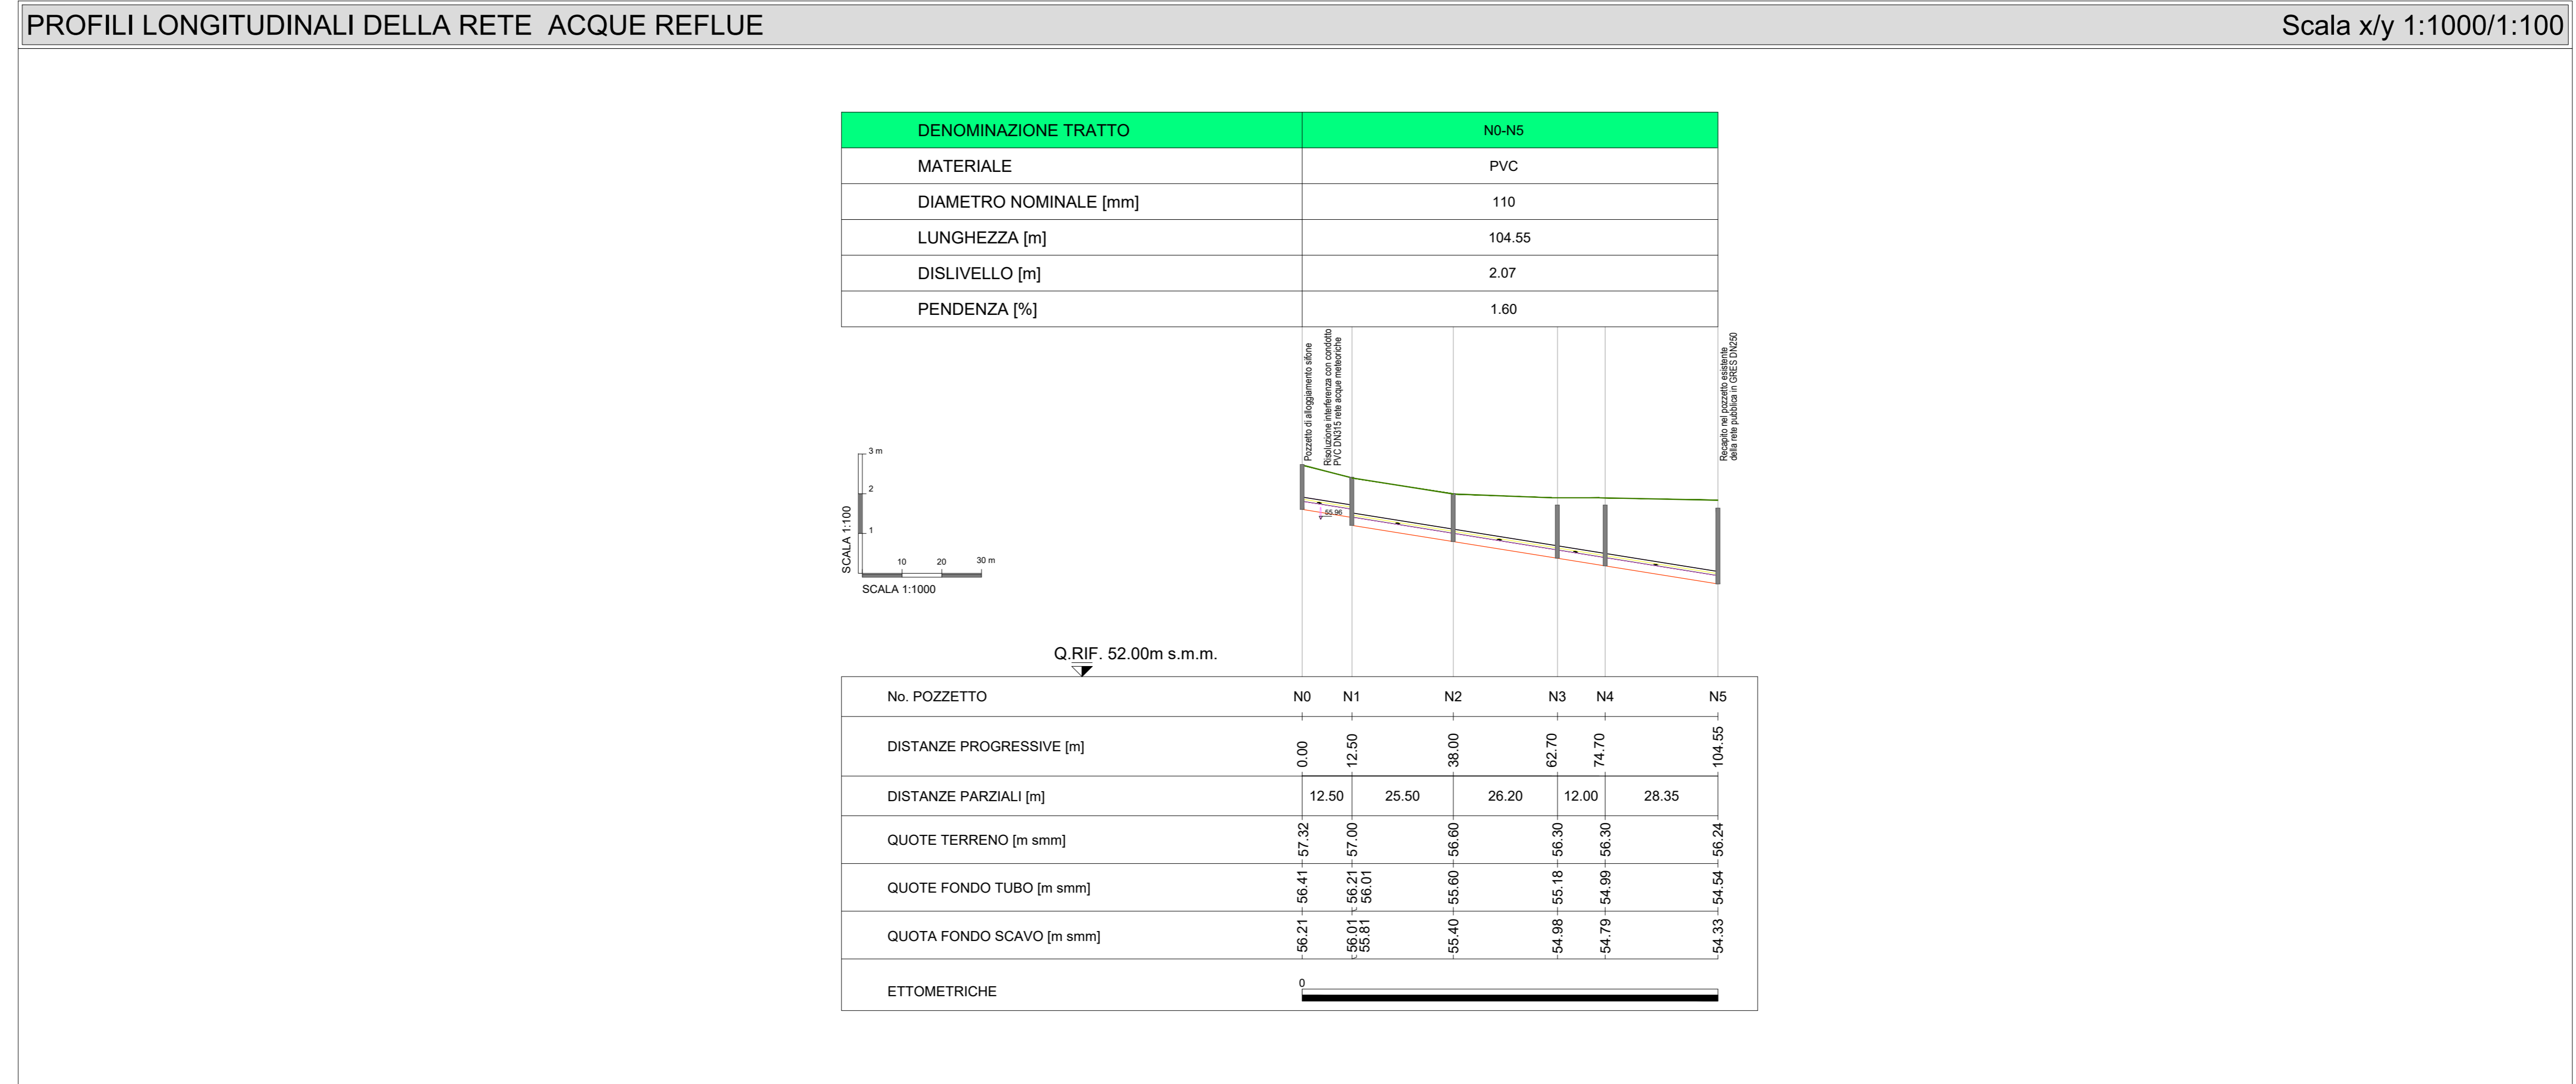 PROFILI LONGITUDINALI DELLA RETE ACQUE REFLUE
Scala x/y 1:1000/1:100
DENOMINAZIONE TRATTO N0-N5
MATERIALE PVC
DIAMETRO NOMINALE [mm] 110
LUNGHEZZA [m] 104.55
DISLIVELLO [m] 2.07
PENDENZA [%] 1.60
Pozzetto di alloggiamento sifone
Risoluzione interferenza con condotto
PVC DN315 rete acque meteoriche
Recapito nel pozzetto esistente
della rete pubblica in GRES DN250
3 m
2
1
SCALA 1:100
10 20 30 m
SCALA 1:1000
55.96
Q.RIF. 52.00m s.m.m.
No. POZZETTO N0 N1 N2 N3 N4 N5
DISTANZE PROGRESSIVE [m] 0.00 12.50 38.00 62.70 74.70 104.55
DISTANZE PARZIALI [m] 12.50 25.50 26.20 12.00 28.35
QUOTE TERRENO [m smm] 57.32 57.00 56.60 56.30 56.30 56.24
QUOTE FONDO TUBO [m smm] 56.41 56.21 56.01 55.60 55.18 54.99 54.54
QUOTA FONDO SCAVO [m smm] 56.21 56.01 55.81 55.40 54.98 54.79 54.33
ETTOMETRICHE 0